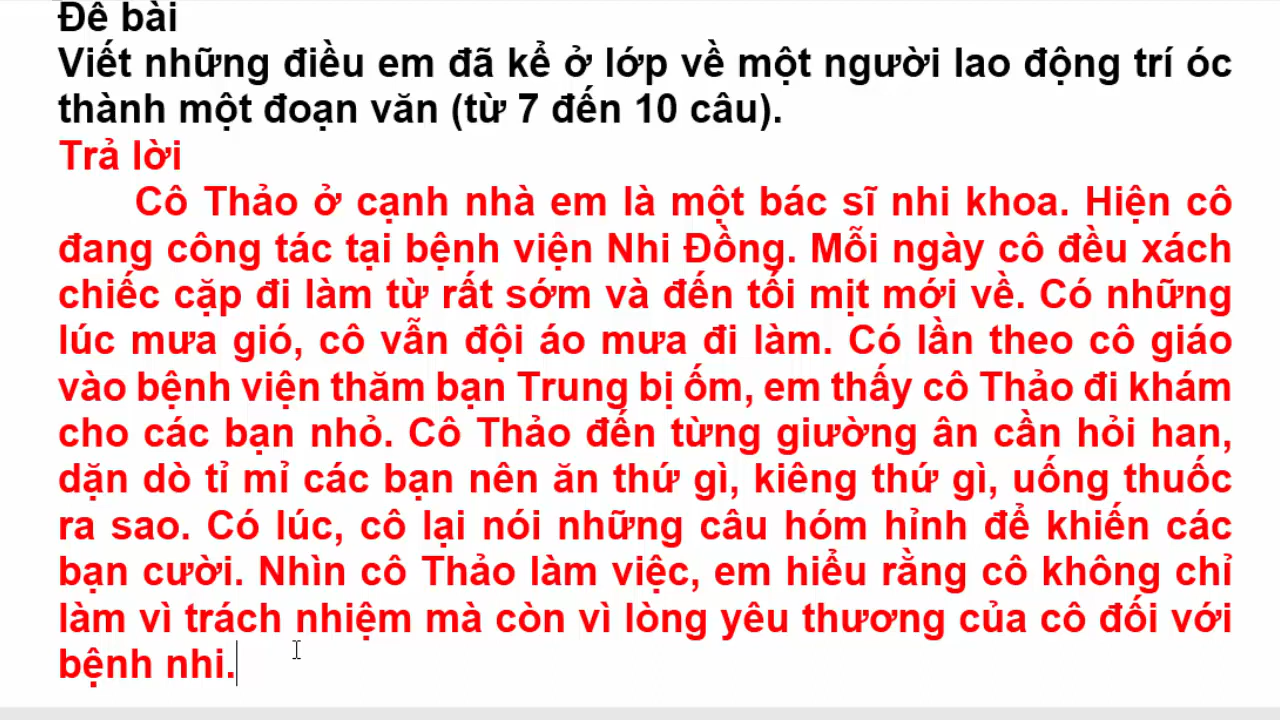 Đề bài
Viết những điều em đã kể ở lớp về một người lao động trí óc
thành một đoạn văn (từ 7 đến 10 câu).
Trả lời
Cô Thảo ở cạnh nhà em là một bác sĩ nhi khoa. Hiện cô
đang công tác tại bệnh viện Nhi Đồng. Mỗi ngày cô đều xách
chiếc cặp đi làm từ rất sớm và đến tối mịt mới về. Có những
lúc mưa gió, cô vẫn đội áo mưa đi làm. Có lần theo cô giáo
vào bệnh viện thăm bạn Trung bị ốm, em thấy cô Thảo đi khám
cho các bạn nhỏ. Cô Thảo đến từng giường ân cần hỏi han,
dặn dò tỉ mỉ các bạn nên ăn thứ gì, kiêng thứ gì, uống thuốc
ra sao. Có lúc, cô lại nói những câu hóm hỉnh để khiến các
bạn cười. Nhìn cô Thảo làm việc, em hiểu rằng cô không chỉ
làm vì trách nhiệm mà còn vì lòng yêu thương của cô đối với
bệnh nhi.